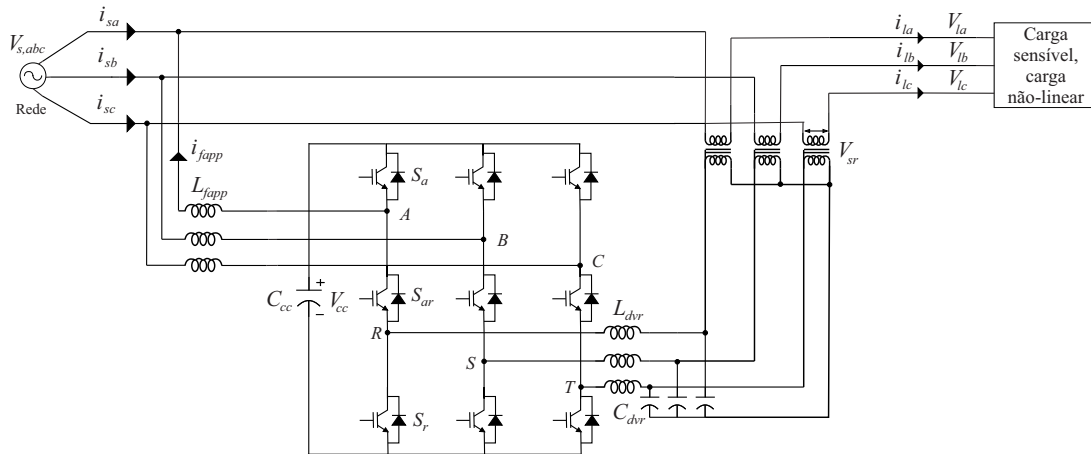 i_sa
V_s,abc
i_sb
Rede
i_sc
i_la
V_la
i_lb
V_lb
i_lc
V_lc
Carga
sensível,
carga
não-linear
V_sr
i_fapp
L_fapp
S_a
A
B
C
C_cc
+
V_cc
−
S_ar
R
S
T
L_dvr
C_dvr
S_r